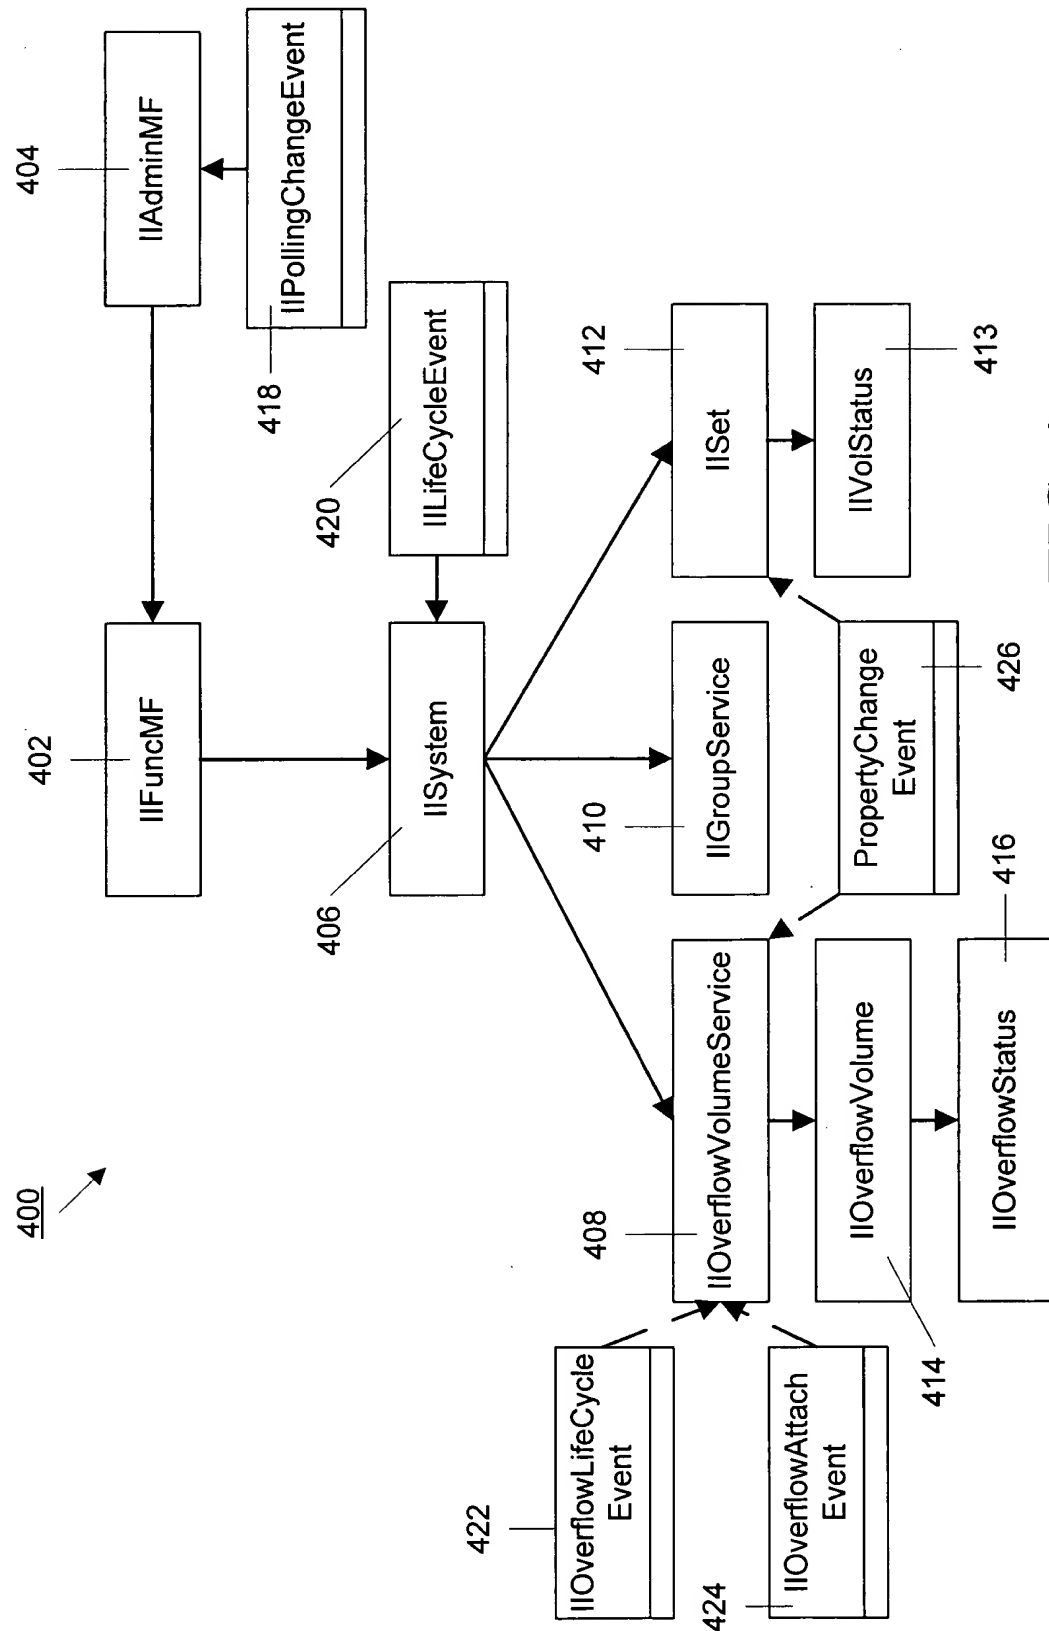 400
402
IIFuncMF
404
IIAdminMF
IIPollingChangeEvent
418
420
IILifeCycleEvent
IISystem
406
422
IIOverflowLifeCycle
Event
408
IIOverflowVolumeService
410
IIGroupService
412
IISet
424
IIOverflowAttach
Event
IIOverflowVolume
414
PropertyChange
Event
426
IIVolStatus
413
IIOverflowStatus
416